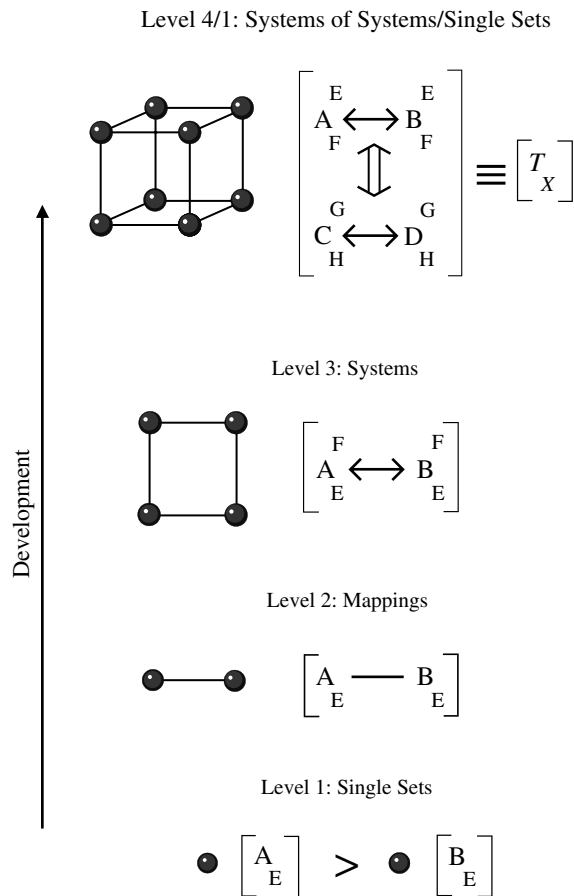 Level 4/1: Systems of Systems/Single Sets
E E
A ⟷ B
F F
⇕ ≡ [T X]
G G
C ⟷ D
H H
Level 3: Systems
F F
A ⟷ B
E E
Development
Level 2: Mappings
A — B
E E
Level 1: Single Sets
A > B
E E